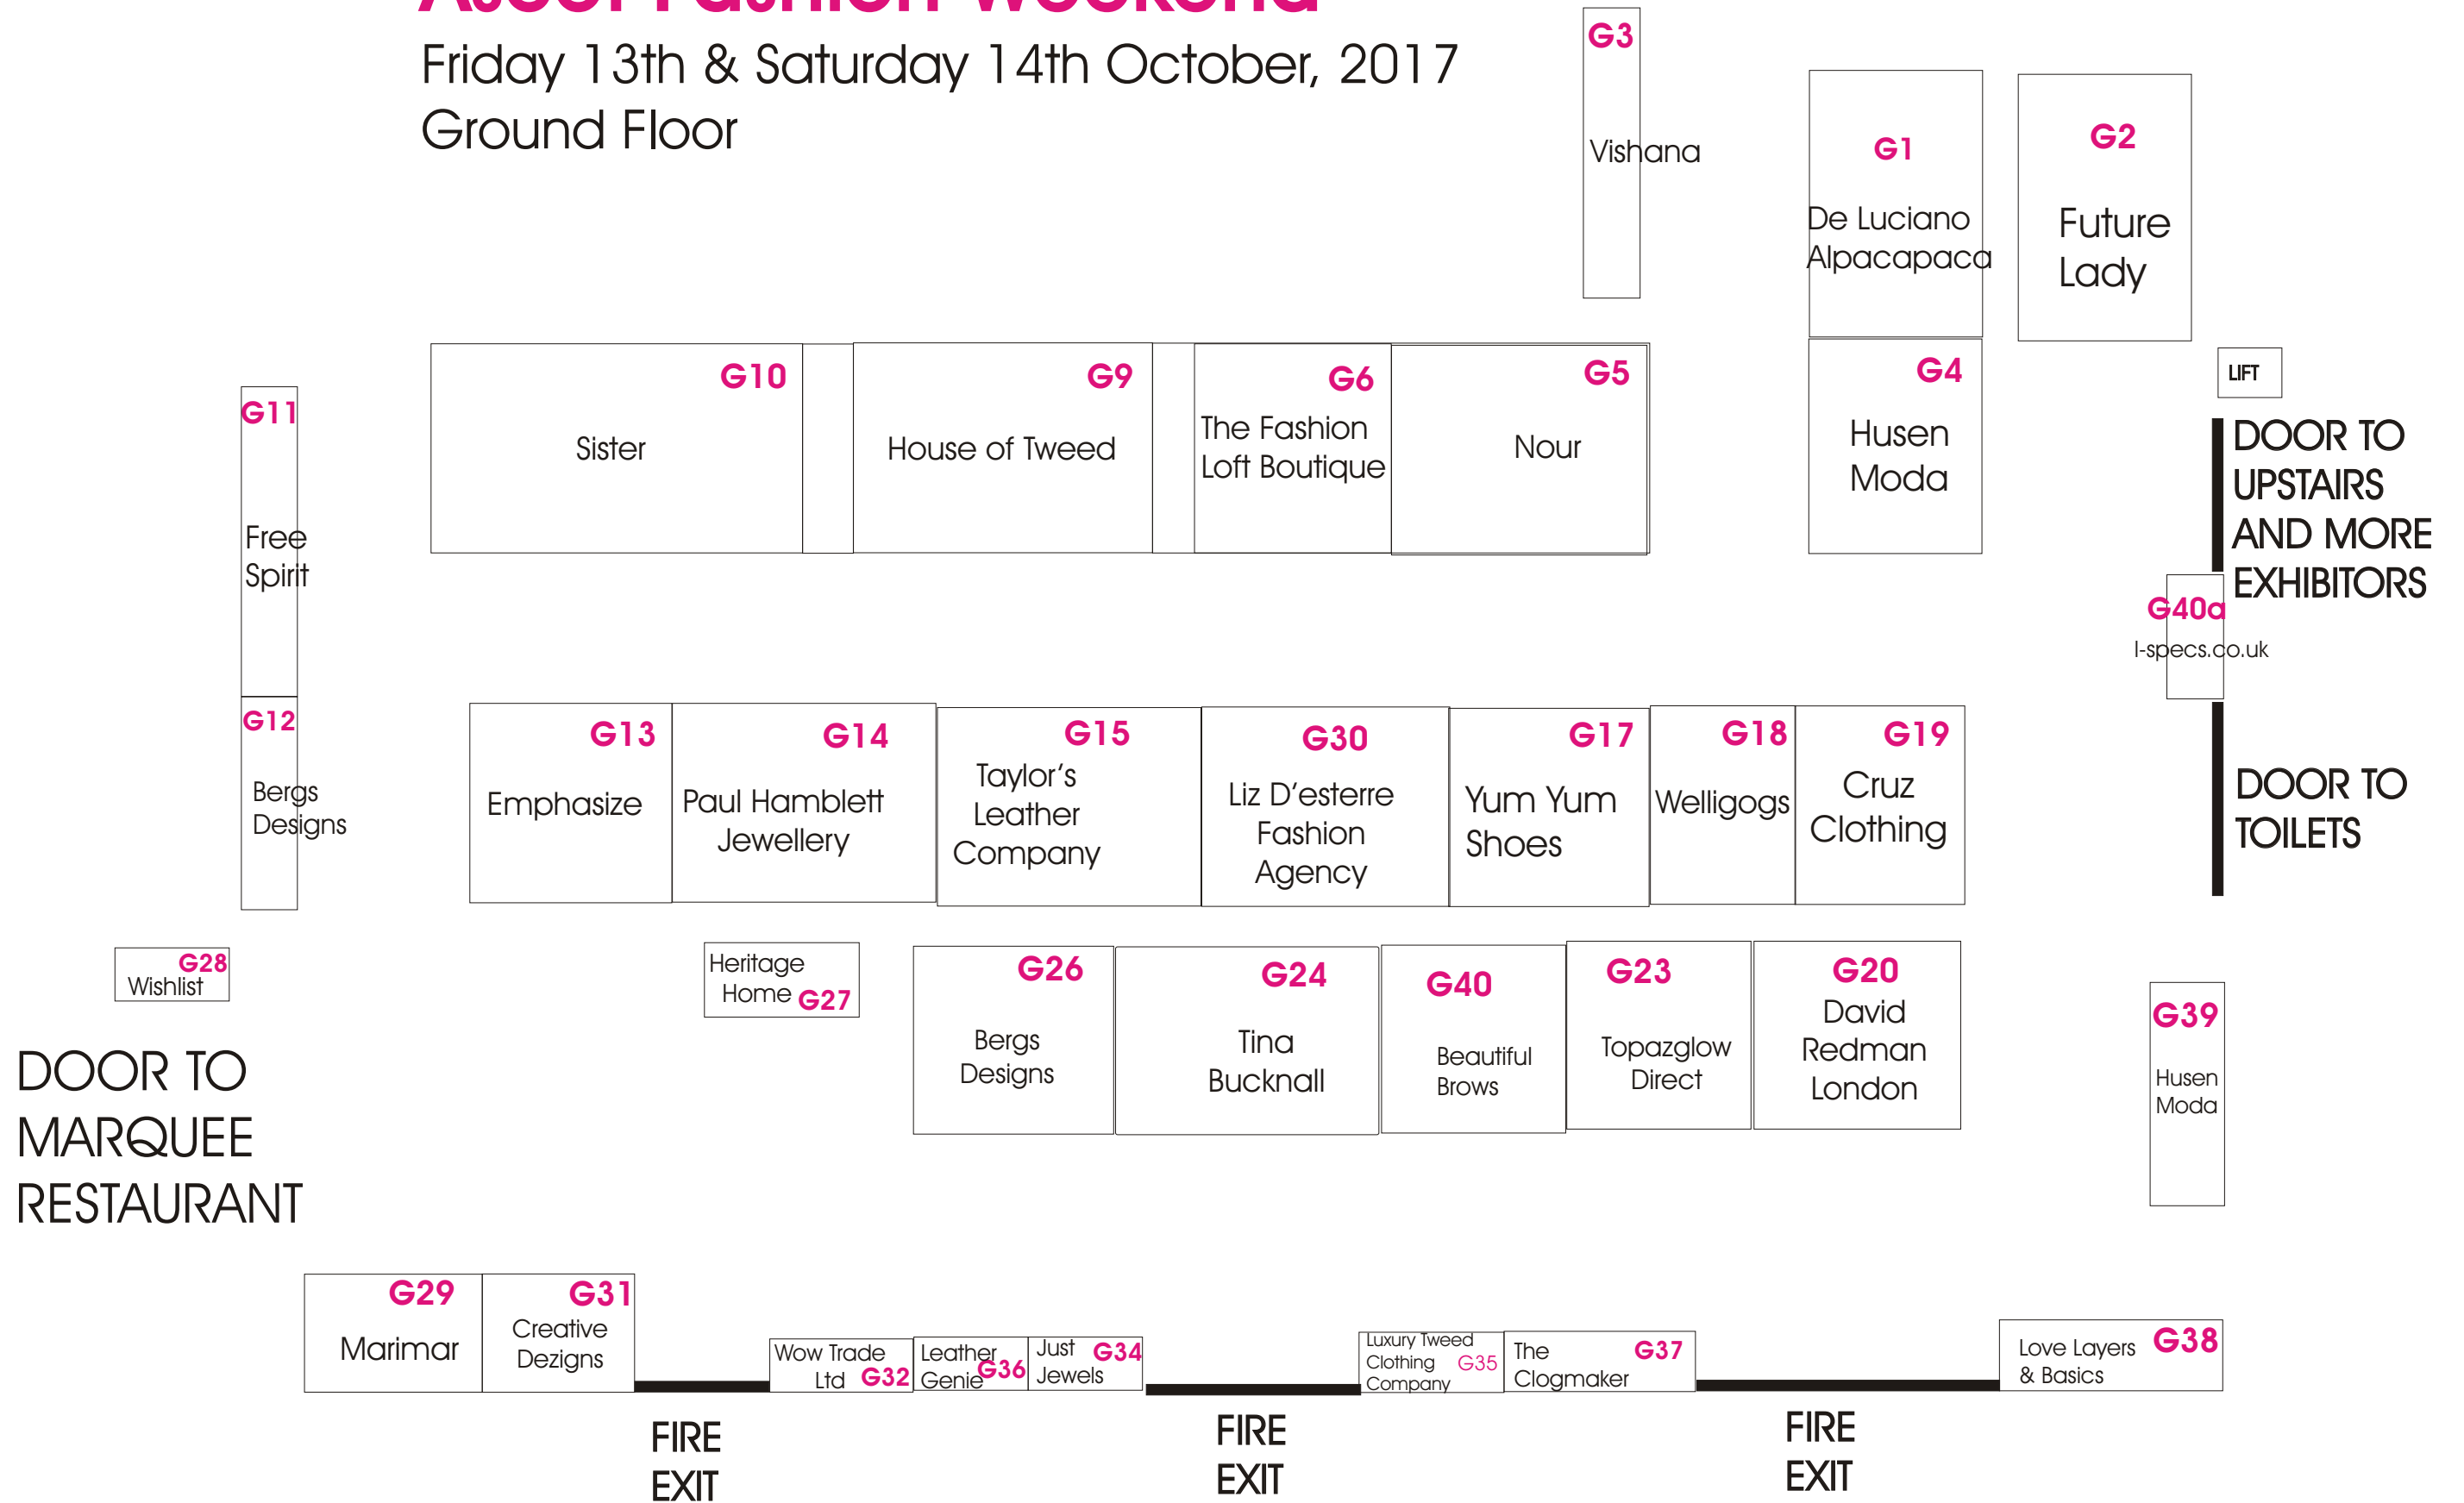 Ascot Fashion Weekend
Friday 13th & Saturday 14th October, 2017
Ground Floor
G3
Vishana
G1
De Luciano
Alpacapaca
G2
Future
Lady
G10
Sister
G9
House of Tweed
G6
The Fashion
Loft Boutique
G5
Nour
G4
Husen
Moda
LIFT
DOOR TO
UPSTAIRS
AND MORE
EXHIBITORS
G11
Free
Spirit
G40a
I-specs.co.uk
G12
Bergs
Designs
G13
Emphasize
G14
Paul Hamblett
Jewellery
G15
Taylor's
Leather
Company
G30
Liz D'esterre
Fashion
Agency
G17
Yum Yum
Shoes
G18
Welligogs
G19
Cruz
Clothing
DOOR TO
TOILETS
G28
Wishlist
Heritage
Home G27
G26
Bergs
Designs
G24
Tina
Bucknall
G40
Beautiful
Brows
G23
Topazglow
Direct
G20
David
Redman
London
G39
Husen
Moda
DOOR TO
MARQUEE
RESTAURANT
G29
Marimar
G31
Creative
Dezigns
Wow Trade
Ltd G32
Leather
Genie G36
Just G34
Jewels
Luxury Tweed
Clothing G35
Company
The G37
Clogmaker
Love Layers G38
& Basics
FIRE
EXIT
FIRE
EXIT
FIRE
EXIT